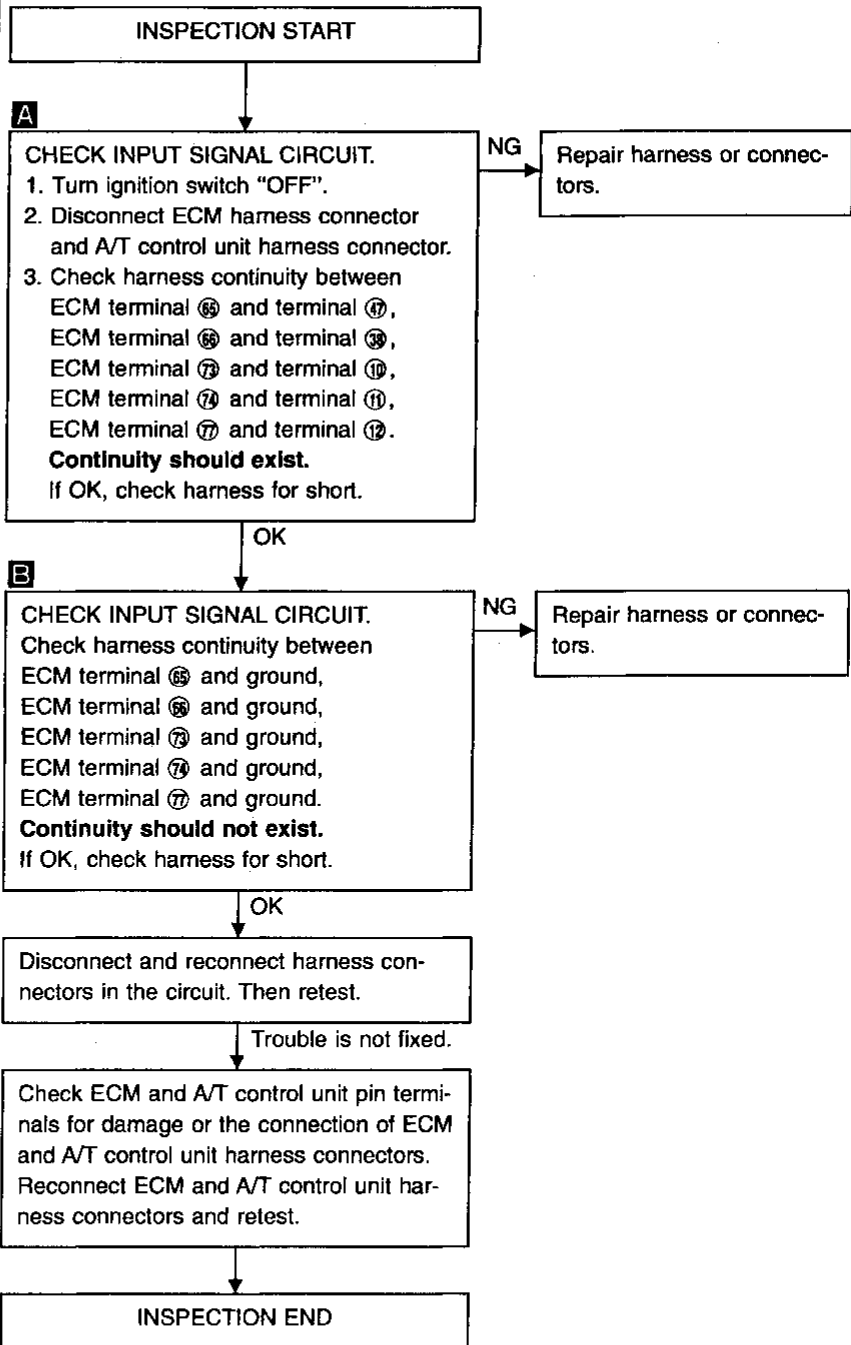 INSPECTION START
A
CHECK INPUT SIGNAL CIRCUIT.
1. Turn ignition switch "OFF".
2. Disconnect ECM harness connector
and A/T control unit harness connector.
3. Check harness continuity between
ECM terminal ㊿ and terminal ㊼,
ECM terminal 66 and terminal ㊳,
ECM terminal 73 and terminal ⑩,
ECM terminal 74 and terminal ⑪,
ECM terminal 77 and terminal ⑫.
Continuity should exist.
If OK, check harness for short.
NG
Repair harness or connec-
tors.
OK
B
CHECK INPUT SIGNAL CIRCUIT.
Check harness continuity between
ECM terminal 65 and ground,
ECM terminal 66 and ground,
ECM terminal 73 and ground,
ECM terminal 74 and ground,
ECM terminal 77 and ground.
Continuity should not exist.
If OK, check harness for short.
NG
Repair harness or connec-
tors.
OK
Disconnect and reconnect harness con-
nectors in the circuit. Then retest.
Trouble is not fixed.
Check ECM and A/T control unit pin termi-
nals for damage or the connection of ECM
and A/T control unit harness connectors.
Reconnect ECM and A/T control unit har-
ness connectors and retest.
INSPECTION END